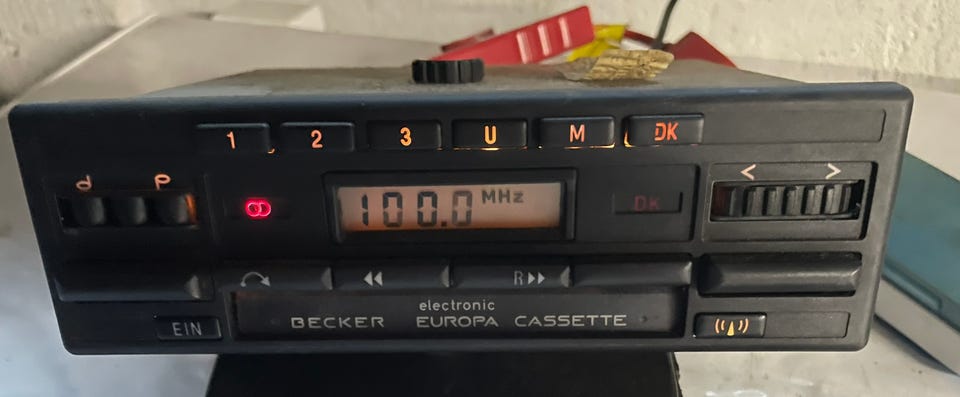 1 2 3 U M DK
< >
100.0 MHz
DK
R
electronic
BECKER EUROPA CASSETTE
EIN